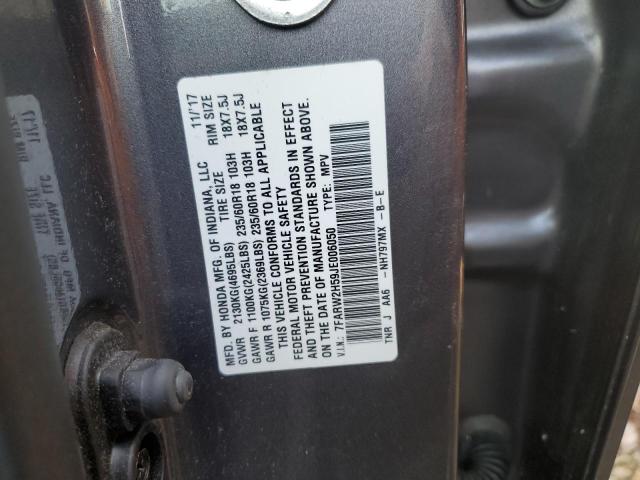 MFD. BY HONDA MFG. OF INDIANA, LLC 11/'17
TIRE SIZE RIM SIZE
GVWR 2130KG(4695LBS)
GAWR F 1100KG(2425LBS) 235/60R18 103H 18X7.5J
GAWR R 1075KG(2369LBS) 235/60R18 103H 18X7.5J
THIS VEHICLE CONFORMS TO ALL APPLICABLE
FEDERAL MOTOR VEHICLE SAFETY
AND THEFT PREVENTION STANDARDS IN EFFECT
ON THE DATE OF MANUFACTURE SHOWN ABOVE.
V.I.N.: 7FARW2H59JE006050 TYPE: MPV
TNR J AA6 -NH797MX -B-E